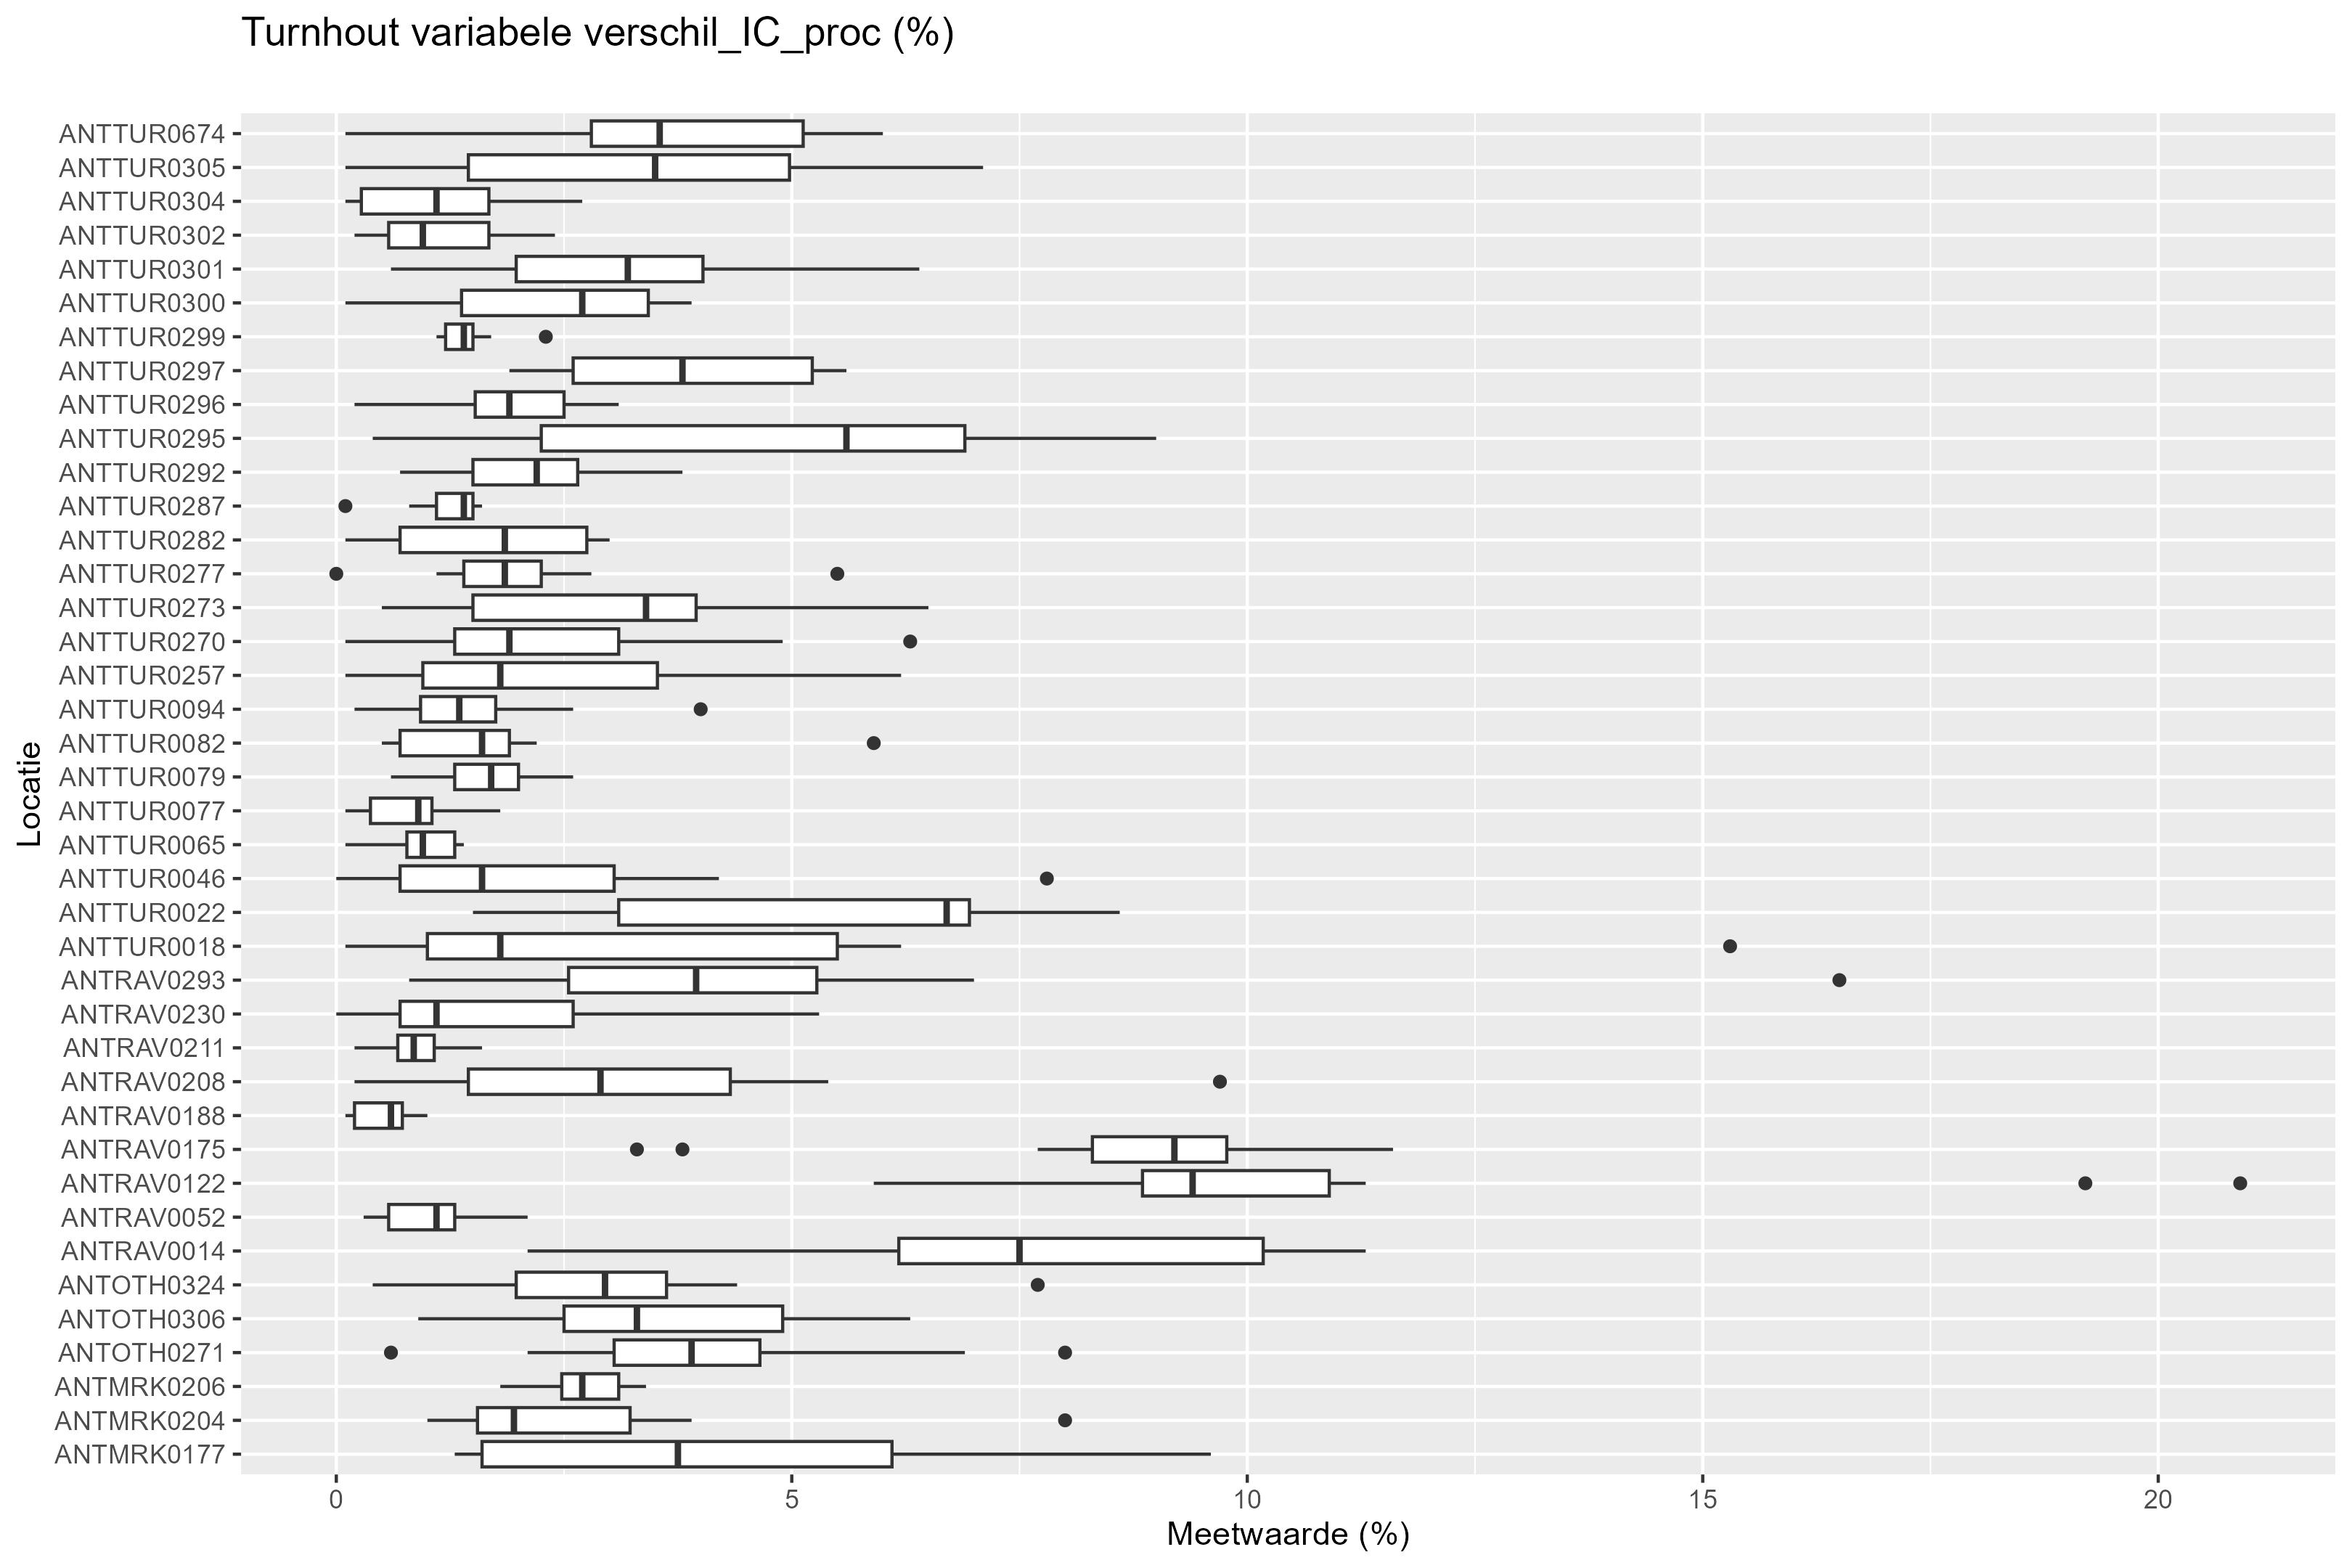 Turnhout variabele verschil_IC_proc (%)
Locatie
ANTTUR0674
ANTTUR0305
ANTTUR0304
ANTTUR0302
ANTTUR0301
ANTTUR0300
ANTTUR0299
ANTTUR0297
ANTTUR0296
ANTTUR0295
ANTTUR0292
ANTTUR0287
ANTTUR0282
ANTTUR0277
ANTTUR0273
ANTTUR0270
ANTTUR0257
ANTTUR0094
ANTTUR0082
ANTTUR0079
ANTTUR0077
ANTTUR0065
ANTTUR0046
ANTTUR0022
ANTTUR0018
ANTRAV0293
ANTRAV0230
ANTRAV0211
ANTRAV0208
ANTRAV0188
ANTRAV0175
ANTRAV0122
ANTRAV0052
ANTRAV0014
ANTOTH0324
ANTOTH0306
ANTOTH0271
ANTMRK0206
ANTMRK0204
ANTMRK0177
0 5 10 15 20
Meetwaarde (%)